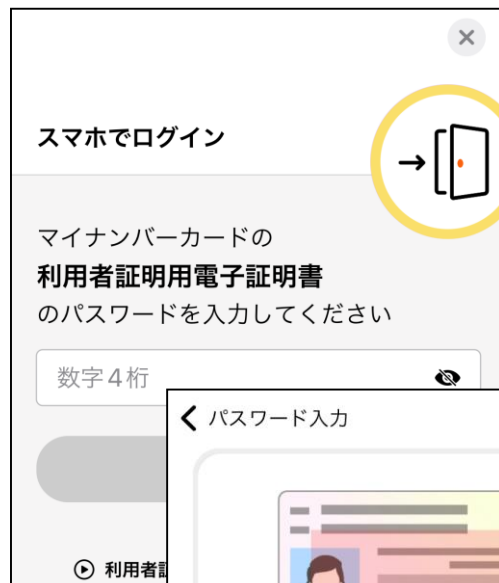 スマホでログイン
マイナンバーカードの
利用者証明用電子証明書
のパスワードを入力してください
数字4桁
パスワード入力
利用者